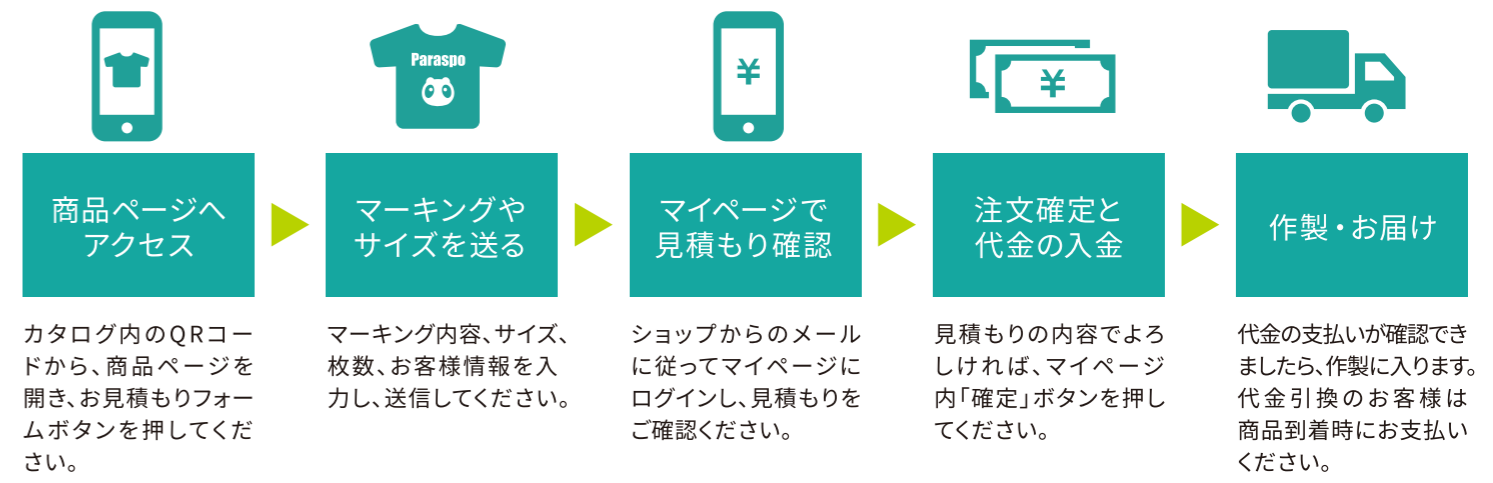 Paraspo
¥
¥
商品ページへ
アクセス
マーキングや
サイズを送る
マイページで
見積もり確認
注文確定と
代金の入金
作製・お届け
カタログ内のQRコー
ドから、商品ページを
開き、お見積もりフォー
ムボタンを押してくだ
さい。
マーキング内容、サイズ、
枚数、お客様情報を入
力し、送信してください。
ショップからのメール
に従ってマイページに
ログインし、見積もりを
ご確認ください。
見積もりの内容でよろ
しければ、マイページ
内「確定」ボタンを押し
てください。
代金の支払いが確認でき
ましたら、作製に入ります。
代金引換のお客様は
商品到着時にお支払い
ください。